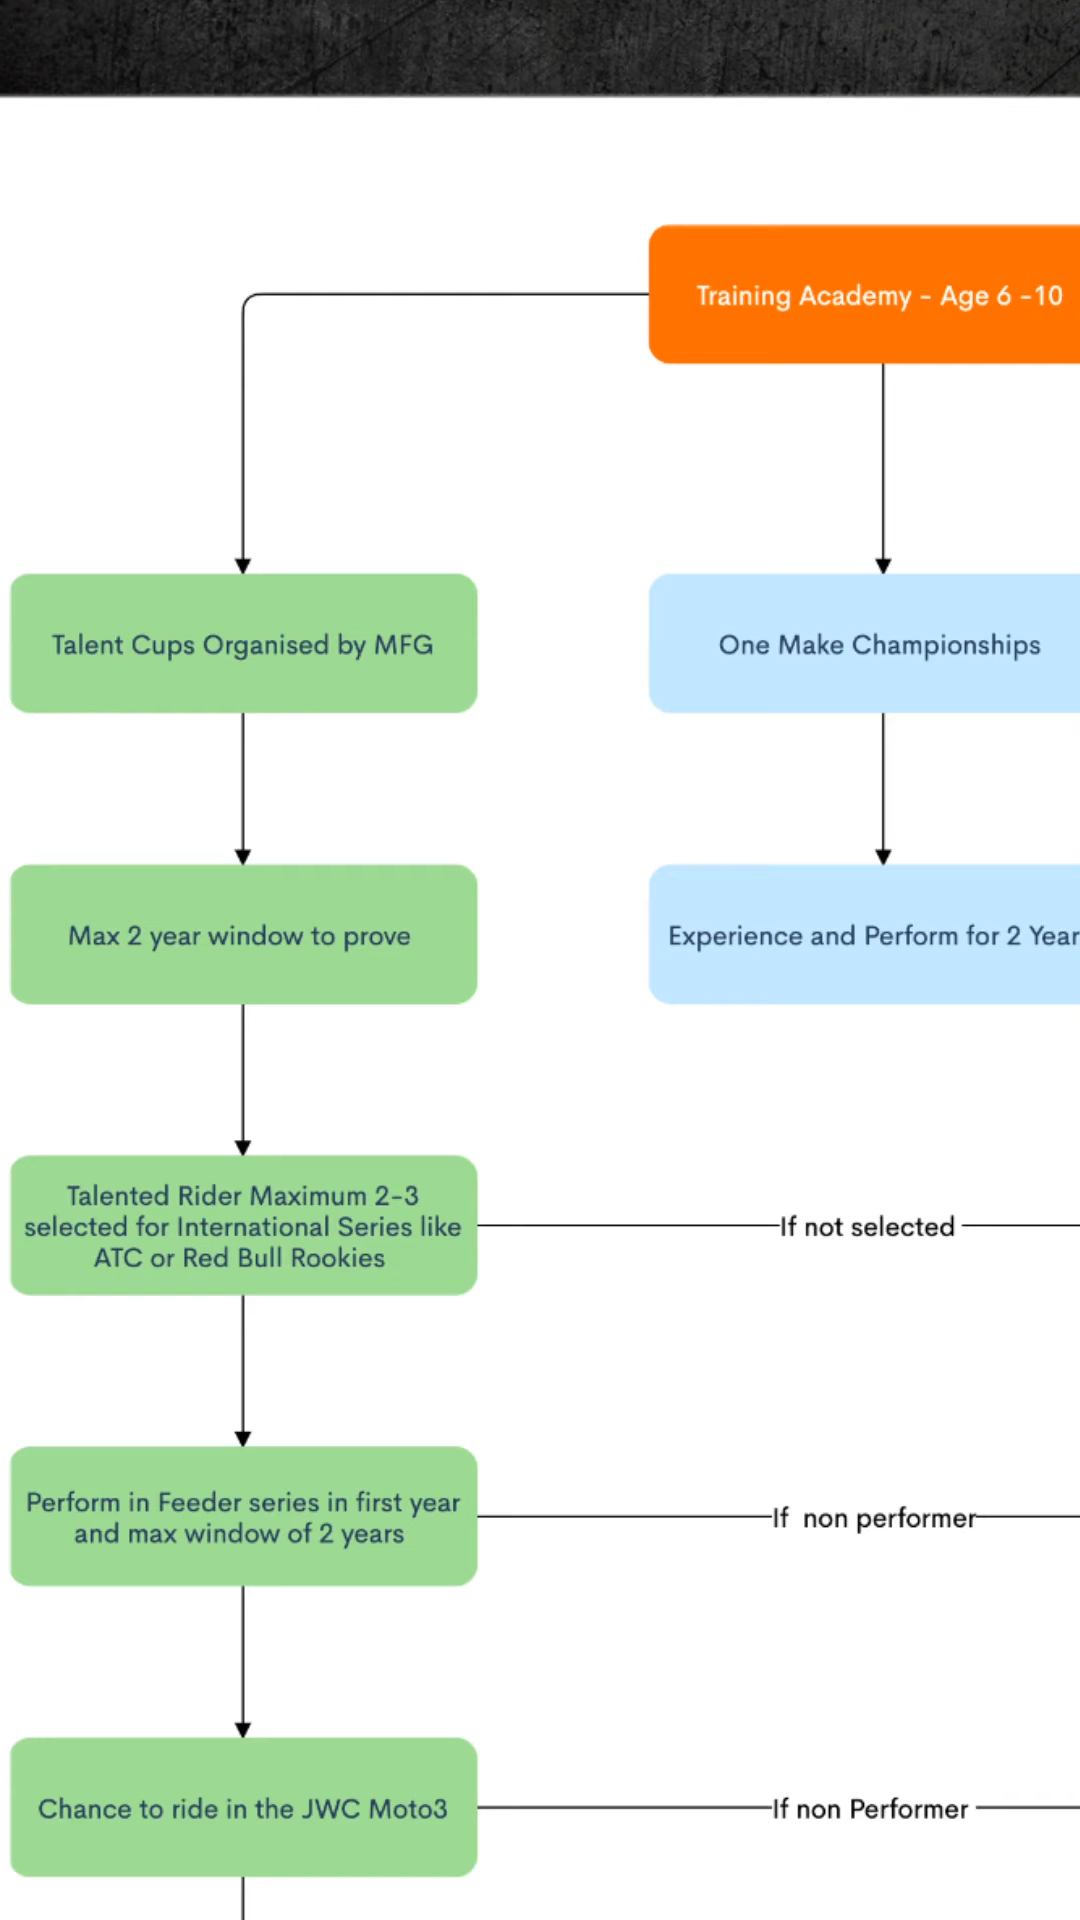 Training Academy - Age 6 -10
Talent Cups Organised by MFG
One Make Championships
Max 2 year window to prove
Experience and Perform for 2 Year
Talented Rider Maximum 2-3
selected for International Series like
ATC or Red Bull Rookies
If not selected
Perform in Feeder series in first year
and max window of 2 years
If non performer
Chance to ride in the JWC Moto3
If non Performer